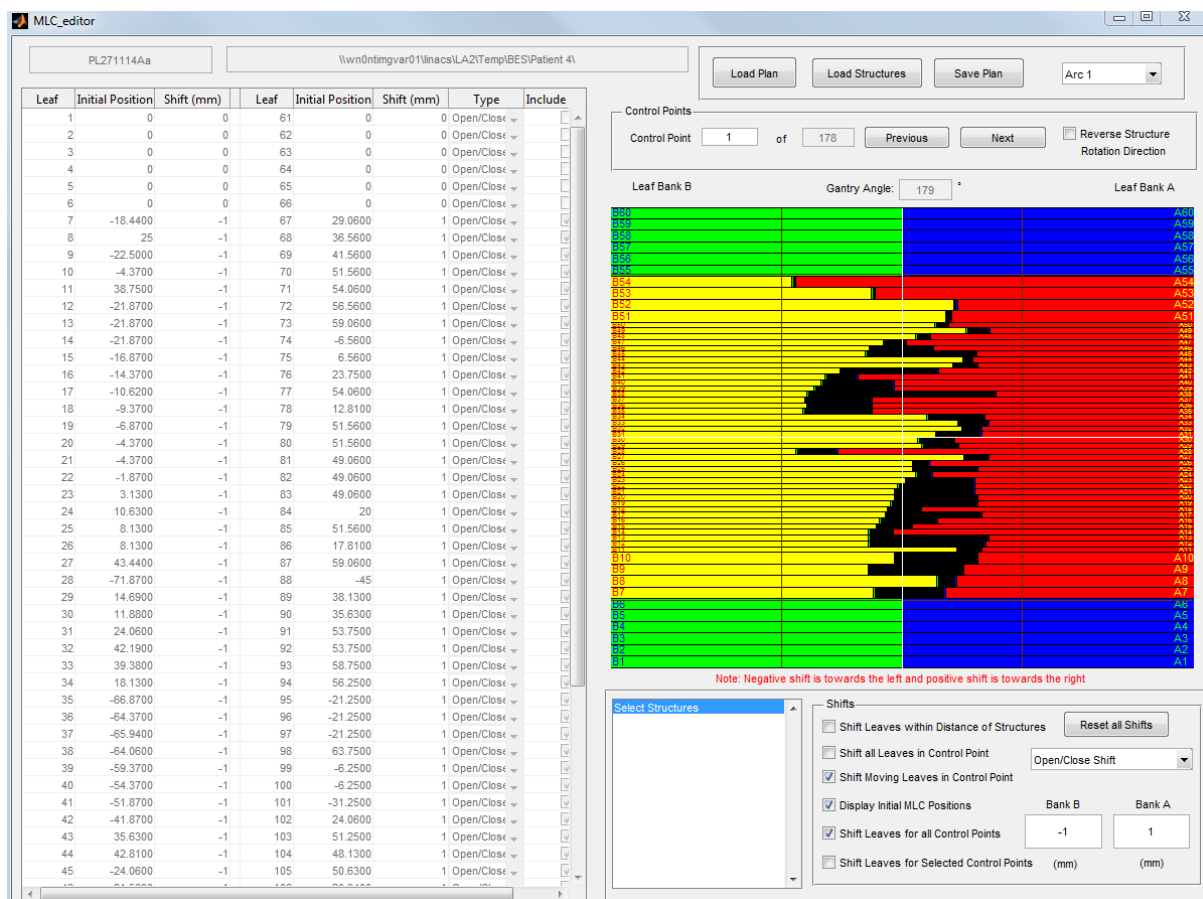 MLC_editor
PL271114Aa \\wn0ntimgvar01\linacs\LA2\Temp\BES\Patient 4\
Load Plan Load Structures Save Plan Arc 1
Leaf Initial Position Shift (mm) Leaf Initial Position Shift (mm) Type Include
1 0 0 61 0 0 Open/Close
2 0 0 62 0 0 Open/Close
3 0 0 63 0 0 Open/Close
4 0 0 64 0 0 Open/Close
5 0 0 65 0 0 Open/Close
6 0 0 66 0 0 Open/Close
7 -18.4400 -1 67 29.0600 1 Open/Close
8 25 -1 68 36.5600 1 Open/Close
9 -22.5000 -1 69 41.5600 1 Open/Close
10 -4.3700 -1 70 51.5600 1 Open/Close
11 38.7500 -1 71 54.0600 1 Open/Close
12 -21.8700 -1 72 56.5600 1 Open/Close
13 -21.8700 -1 73 59.0600 1 Open/Close
14 -21.8700 -1 74 -6.5600 1 Open/Close
15 -16.8700 -1 75 6.5600 1 Open/Close
16 -14.3700 -1 76 23.7500 1 Open/Close
17 -10.6200 -1 77 54.0600 1 Open/Close
18 -9.3700 -1 78 12.8100 1 Open/Close
19 -6.8700 -1 79 51.5600 1 Open/Close
20 -4.3700 -1 80 51.5600 1 Open/Close
21 -4.3700 -1 81 49.0600 1 Open/Close
22 -1.8700 -1 82 49.0600 1 Open/Close
23 3.1300 -1 83 49.0600 1 Open/Close
24 10.6300 -1 84 20 1 Open/Close
25 8.1300 -1 85 51.5600 1 Open/Close
26 8.1300 -1 86 17.8100 1 Open/Close
27 43.4400 -1 87 59.0600 1 Open/Close
28 -71.8700 -1 88 -45 1 Open/Close
29 14.6900 -1 89 38.1300 1 Open/Close
30 11.8800 -1 90 35.6300 1 Open/Close
31 24.0600 -1 91 53.7500 1 Open/Close
32 42.1900 -1 92 53.7500 1 Open/Close
33 39.3800 -1 93 58.7500 1 Open/Close
34 18.1300 -1 94 56.2500 1 Open/Close
35 -66.8700 -1 95 -21.2500 1 Open/Close
36 -64.3700 -1 96 -21.2500 1 Open/Close
37 -65.9400 -1 97 -21.2500 1 Open/Close
38 -64.0600 -1 98 63.7500 1 Open/Close
39 -59.3700 -1 99 -6.2500 1 Open/Close
40 -54.3700 -1 100 -6.2500 1 Open/Close
41 -51.8700 -1 101 -31.2500 1 Open/Close
42 -41.8700 -1 102 24.0600 1 Open/Close
43 35.6300 -1 103 51.2500 1 Open/Close
44 42.8100 -1 104 48.1300 1 Open/Close
45 -24.0600 -1 105 50.6300 1 Open/Close
Control Points
Control Point 1 of 178 Previous Next Reverse Structure
Rotation Direction
Leaf Bank B Gantry Angle: 179 ° Leaf Bank A
B60 A60
B59 A59
B58 A58
B57 A57
B56 A56
B55 A55
B54 A54
B53 A53
B52 A52
B51 A51
B10 A10
B9 A9
B8 A8
B7 A7
B6 A6
B5 A5
B4 A4
B3 A3
B2 A2
B1 A1
Note: Negative shift is towards the left and positive shift is towards the right
Select Structures
Shifts
Shift Leaves within Distance of Structures Reset all Shifts
Shift all Leaves in Control Point Open/Close Shift
Shift Moving Leaves in Control Point
Display Initial MLC Positions Bank B Bank A
Shift Leaves for all Control Points -1 1
Shift Leaves for Selected Control Points (mm) (mm)